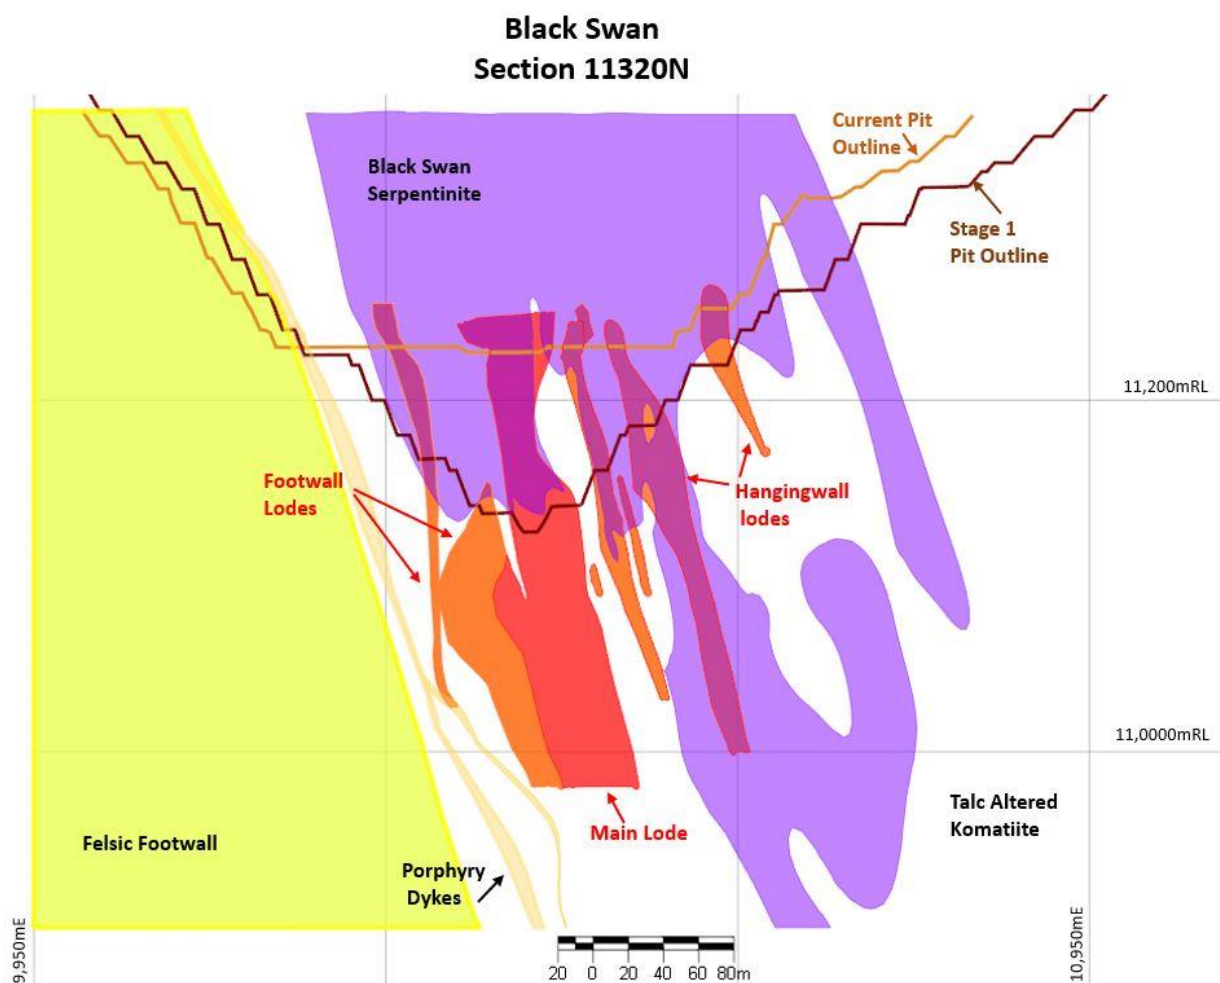 Black Swan
Section 11320N
Current Pit
Outline
Black Swan
Serpentinite
Stage 1
Pit Outline
11,200mRL
Footwall
Lodes
Hangingwall
lodes
11,0000mRL
Talc Altered
Komatiite
Main Lode
Felsic Footwall
Porphyry
Dykes
9,950mE
10,950mE
20 0 20 40 60 80m